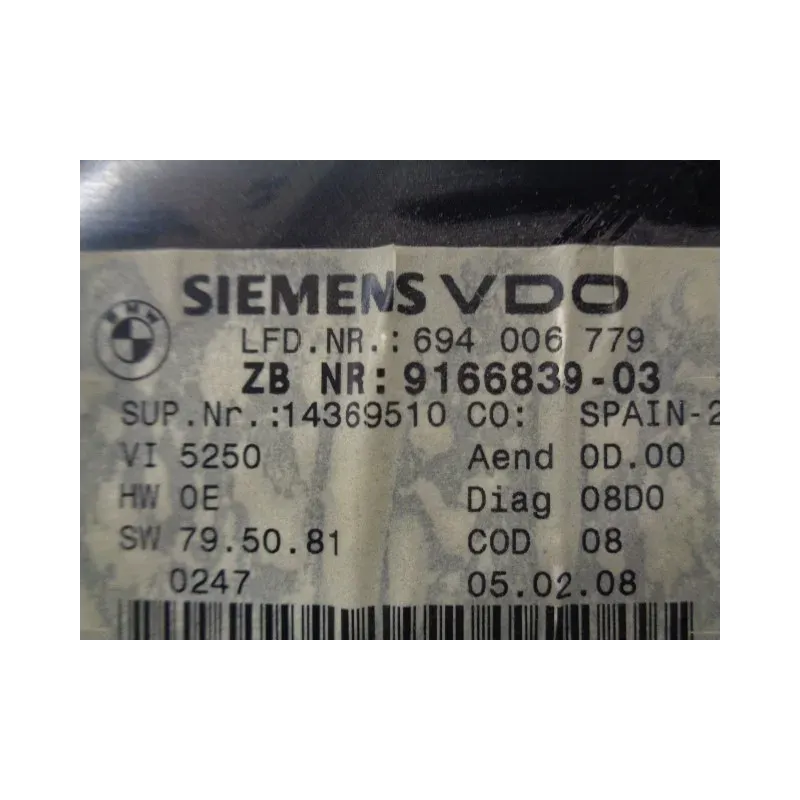 SIEMENS VDO
BMW
LFD.NR.:694 006 779
ZB NR:9166839-03
SUP.Nr.:14369510 CO: SPAIN-2
VI 5250 Aend 0D.00
HW 0E Diag 08D0
SW 79.50.81 COD 08
0247 05.02.08